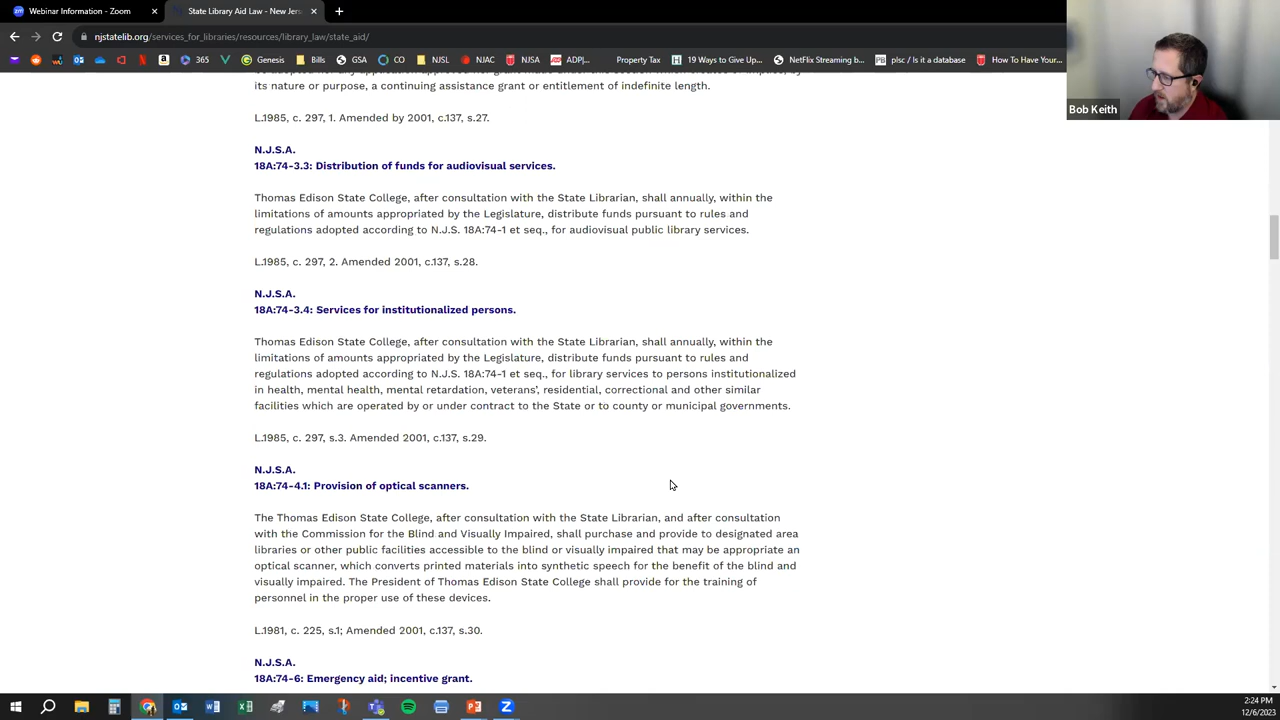 Webinar Information - Zoom
State Library Aid Law - New Jer
njstatelib.org/services_for_libraries/resources/library_law/state_aid/
365
Genesis
Bills
GSA
CO
NJSL
NJAC
NJSA
ADP|...
Property Tax
19 Ways to Give Up...
NetFlix Streaming b...
plsc / Is it a database
How To Have Your...
Bob Keith
its nature or purpose, a continuing assistance grant or entitlement of indefinite length.
L.1985, c. 297, 1. Amended by 2001, c.137, s.27.
N.J.S.A.
18A:74-3.3: Distribution of funds for audiovisual services.
Thomas Edison State College, after consultation with the State Librarian, shall annually, within the
limitations of amounts appropriated by the Legislature, distribute funds pursuant to rules and
regulations adopted according to N.J.S. 18A:74-1 et seq., for audiovisual public library services.
L.1985, c. 297, 2. Amended 2001, c.137, s.28.
N.J.S.A.
18A:74-3.4: Services for institutionalized persons.
Thomas Edison State College, after consultation with the State Librarian, shall annually, within the
limitations of amounts appropriated by the Legislature, distribute funds pursuant to rules and
regulations adopted according to N.J.S. 18A:74-1 et seq., for library services to persons institutionalized
in health, mental health, mental retardation, veterans’, residential, correctional and other similar
facilities which are operated by or under contract to the State or to county or municipal governments.
L.1985, c. 297, s.3. Amended 2001, c.137, s.29.
N.J.S.A.
18A:74-4.1: Provision of optical scanners.
The Thomas Edison State College, after consultation with the State Librarian, and after consultation
with the Commission for the Blind and Visually Impaired, shall purchase and provide to designated area
libraries or other public facilities accessible to the blind or visually impaired that may be appropriate an
optical scanner, which converts printed materials into synthetic speech for the benefit of the blind and
visually impaired. The President of Thomas Edison State College shall provide for the training of
personnel in the proper use of these devices.
L.1981, c. 225, s.1; Amended 2001, c.137, s.30.
N.J.S.A.
18A:74-6: Emergency aid; incentive grant.
2:24 PM
12/6/2023